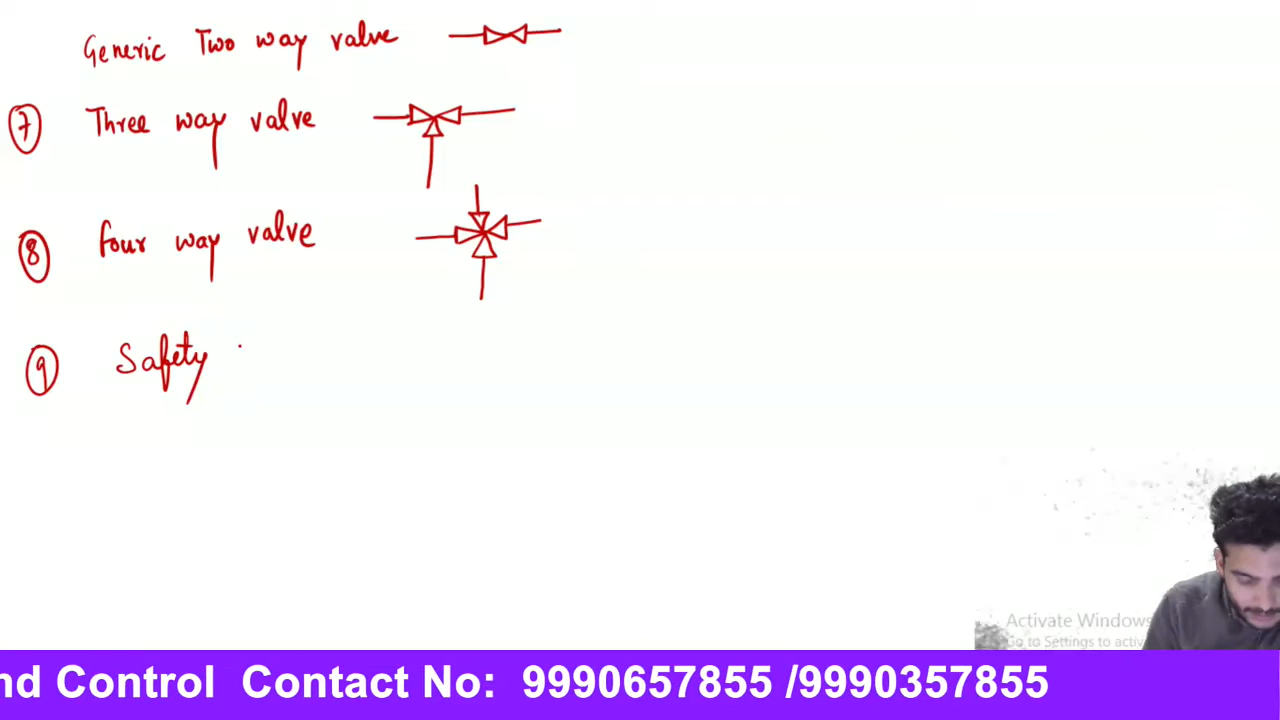 Generic Two way valve
7 Three way valve
8 four way valve
9 Safety
Activate Windows
Go to Settings to activ
nd Control Contact No: 9990657855 /9990357855